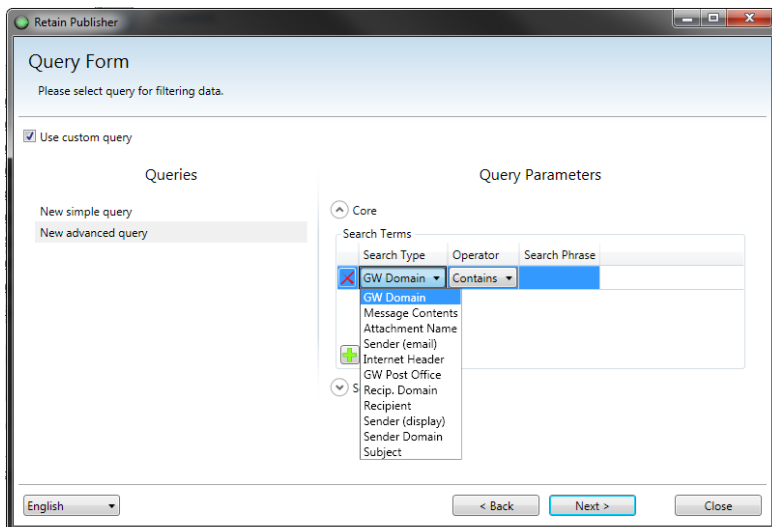 Retain Publisher
Query Form
Please select query for filtering data.
Use custom query
Queries
Query Parameters
New simple query
New advanced query
Core
Search Terms
Search Type Operator Search Phrase
GW Domain Contains
GW Domain
Message Contents
Attachment Name
Sender (email)
Internet Header
GW Post Office
Recip. Domain
Recipient
Sender (display)
Sender Domain
Subject
S
English < Back Next > Close